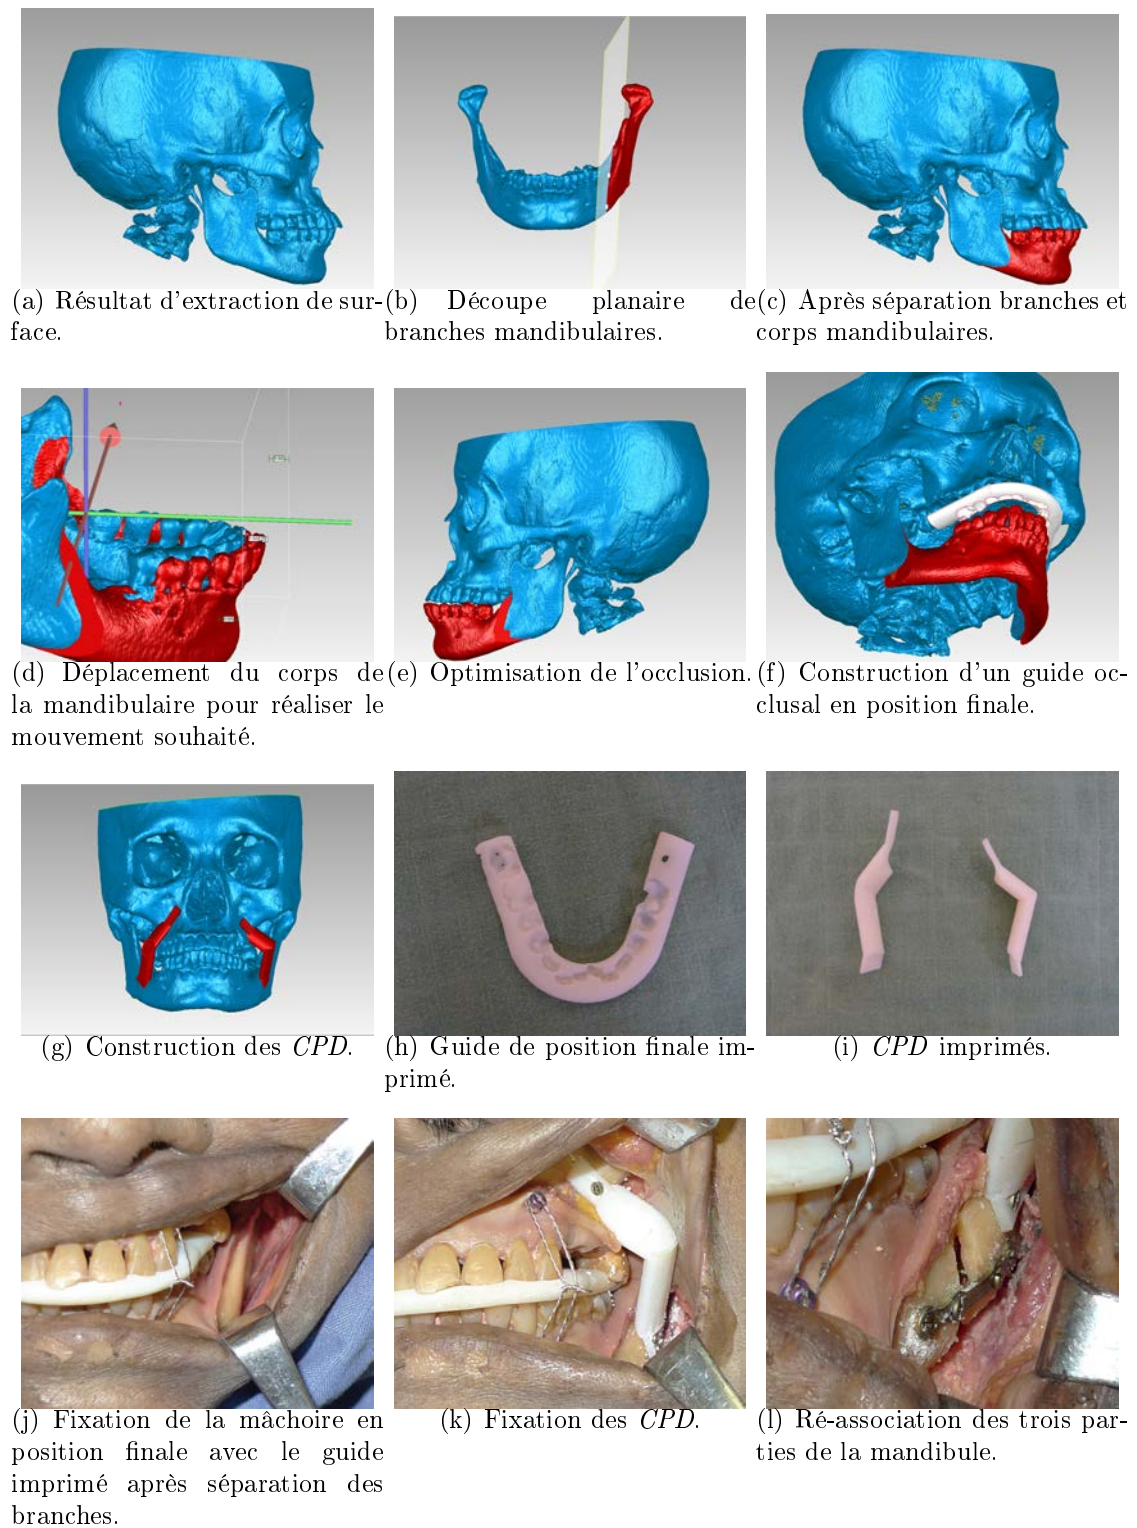 (a) Résultat d'extraction de sur-
face.
(b) Découpe planaire de
branches mandibulaires.
(c) Après séparation branches et
corps mandibulaires.
(d) Déplacement du corps de
la mandibulaire pour réaliser le
mouvement souhaité.
(e) Optimisation de l'occlusion.
(f) Construction d'un guide oc-
clusal en position finale.
(g) Construction des CPD.
(h) Guide de position finale im-
primé.
(i) CPD imprimés.
(j) Fixation de la mâchoire en
position finale avec le guide
imprimé après séparation des
branches.
(k) Fixation des CPD.
(l) Ré-association des trois par-
ties de la mandibule.